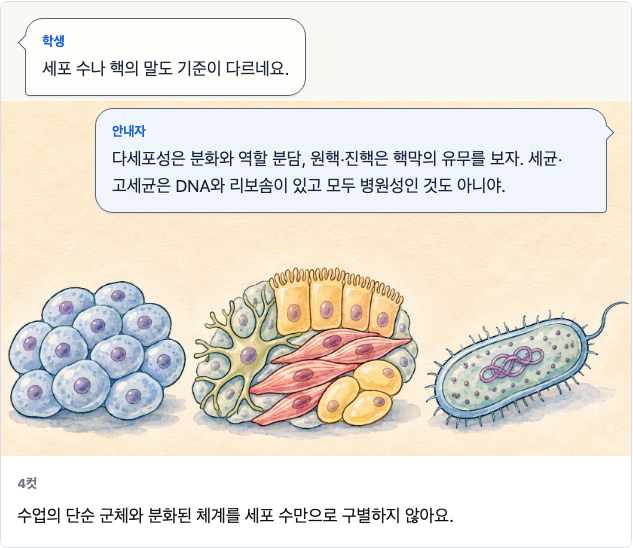 학생
세포 수나 핵의 말도 기준이 다르네요.
안내자
다세포성은 분화와 역할 분담, 원핵·진핵은 핵막의 유무를 보자. 세균·
고세균은 DNA와 리보솜이 있고 모두 병원성인 것도 아니야.
4컷
수업의 단순 군체와 분화된 체계를 세포 수만으로 구별하지 않아요.